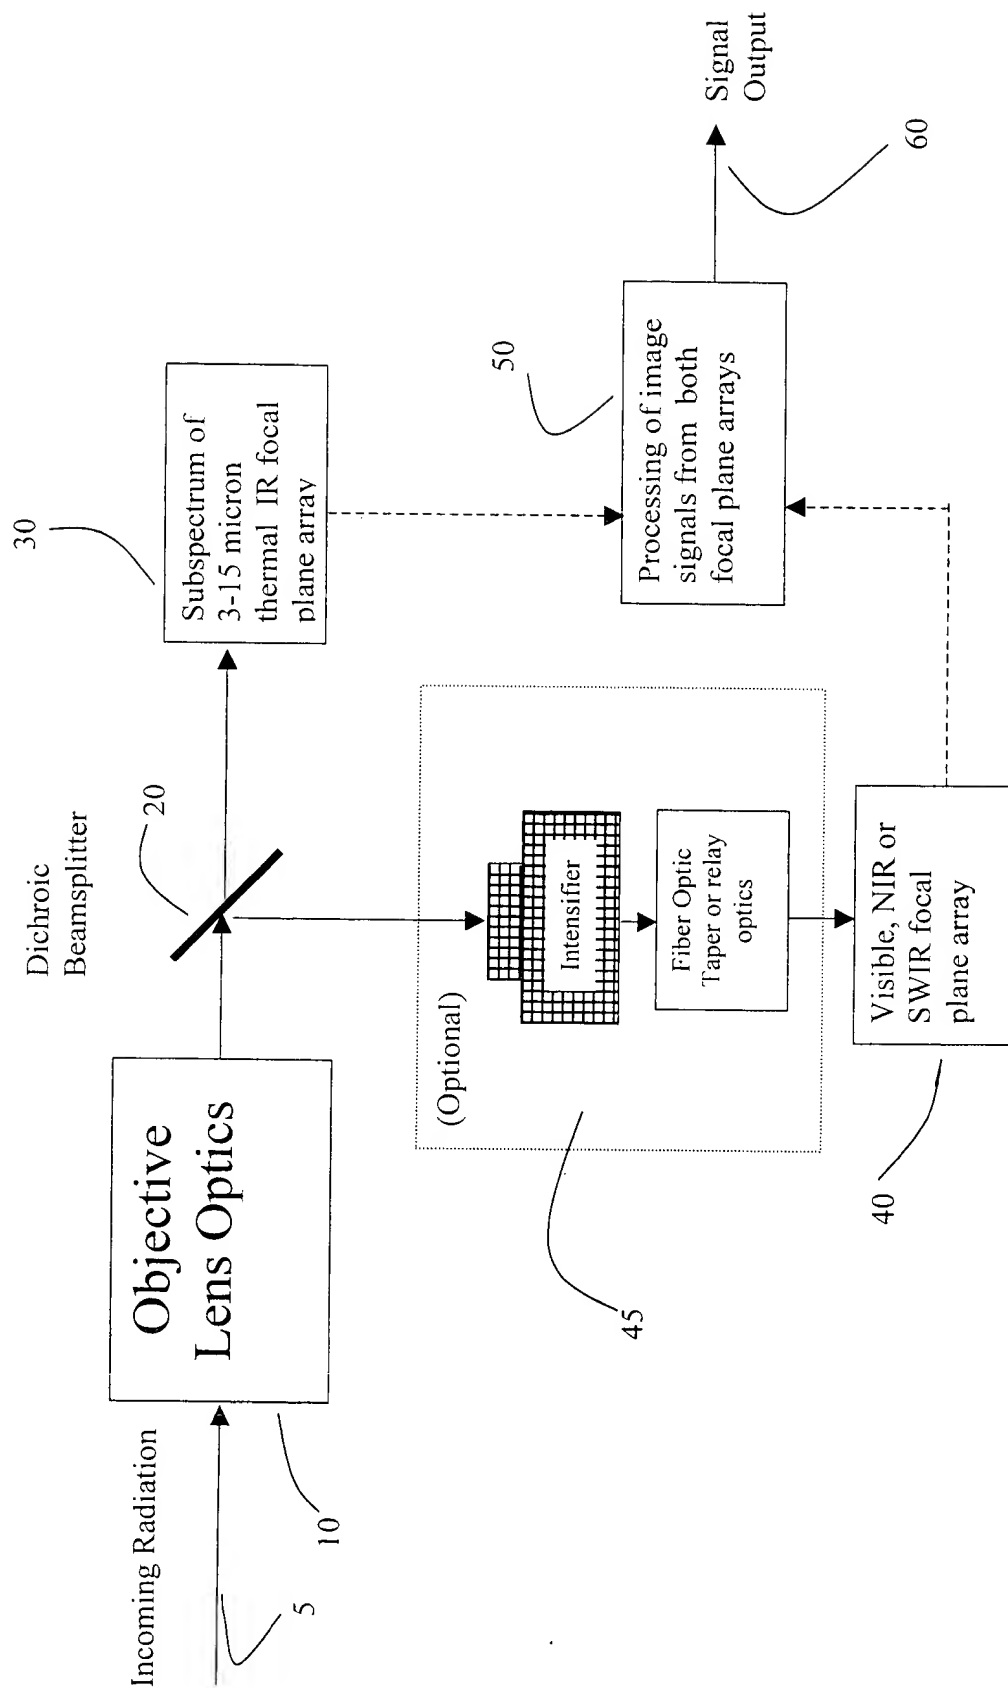 Incoming Radiation
5
Objective
Lens Optics
10
Dichroic
Beamsplitter
20
Subspectrum of
3-15 micron
thermal IR focal
plane array
30
(Optional)
Intensifier
Fiber Optic
Taper or relay
optics
45
Visible, NIR or
SWIR focal
plane array
40
Processing of image
signals from both
focal plane arrays
50
Signal
Output
60